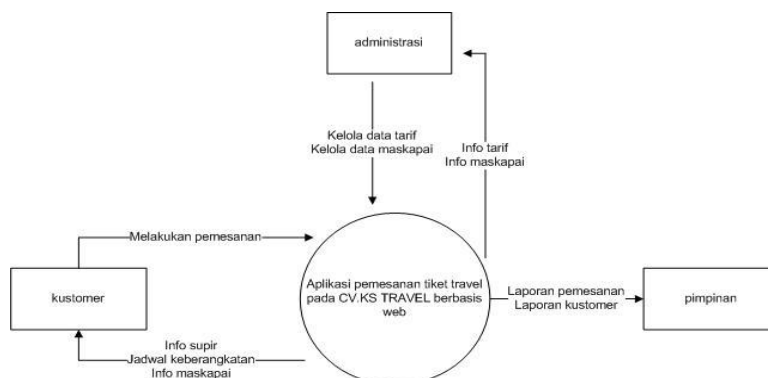 administrasi
Kelola data tarif
Kelola data maskapai
Info tarif
Info maskapai
Melakukan pemesanan
kustomer
Aplikasi pemesanan tiket travel
pada CV.KS TRAVEL berbasis
web
Laporan pemesanan
Laporan kustomer
pimpinan
Info supir
Jadwal keberangkatan
Info maskapai